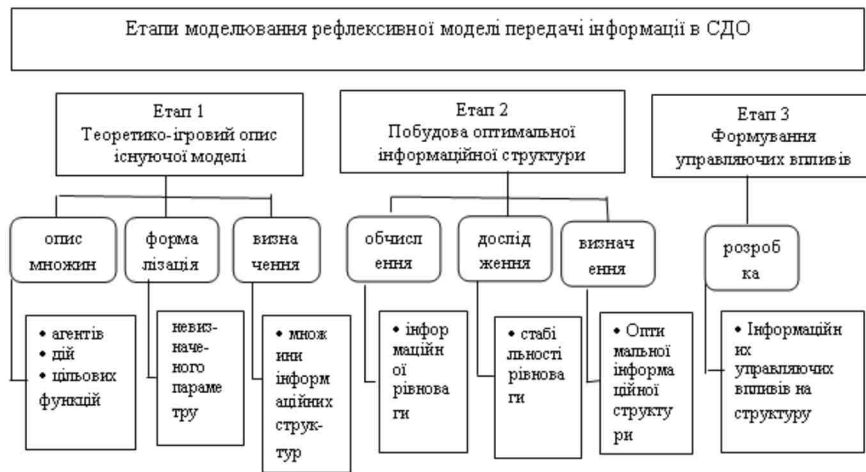 Етапи моделювання рефлексивної моделі передачі інформації в СДО
Етап 1
Теоретико-ігровий опис
існуючої моделі
Етап 2
Побудова оптимальної
інформаційної структури
Етап 3
Формування
управляючих впливів
опис
множин
форма
лізація
визна
чення
обчисл
ення
дослід
ження
визнач
ення
розроб
ка
• агентів
• дій
• цільових
функцій
невиз-
наче-
ного
параме
тру
• множ
ини
інформ
аційних
струк-
тур
• інфор
маційн
ої
рівнова
ги
• стабі
льності
рівнова
ги
• Опти
мальної
інформа
ційної
структу
ри
• Інформаційн
их
управляючих
впливів на
структуру